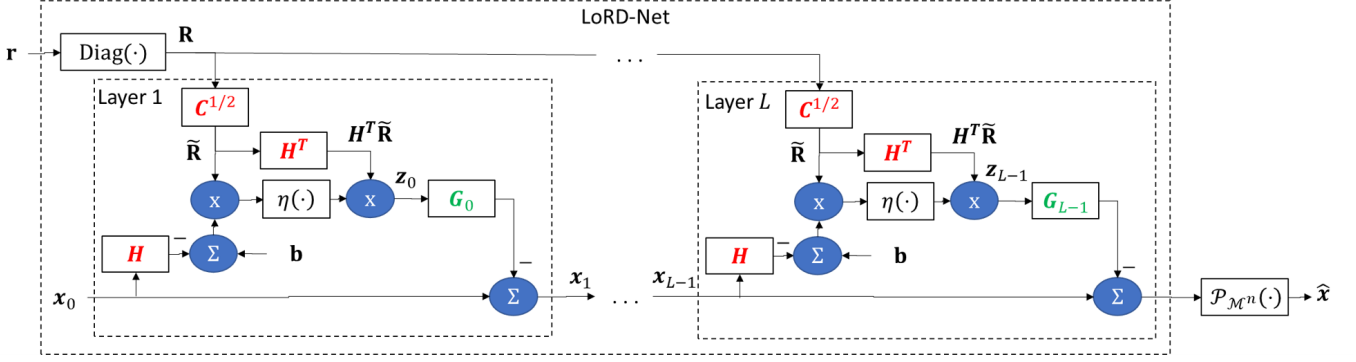 LoRD-Net
r
Diag(·)
R
. . .
Layer 1
C^{1/2}
R̃
H^T
H^T R̃
x
η(·)
x
z_0
G_0
H
−
Σ
b
−
x_0
Σ
x_1
. . .
Layer L
C^{1/2}
R̃
H^T
H^T R̃
x
η(·)
x
z_{L−1}
G_{L−1}
H
−
Σ
b
−
x_{L−1}
Σ
𝒫_{ℳ^n}(·)
x̂